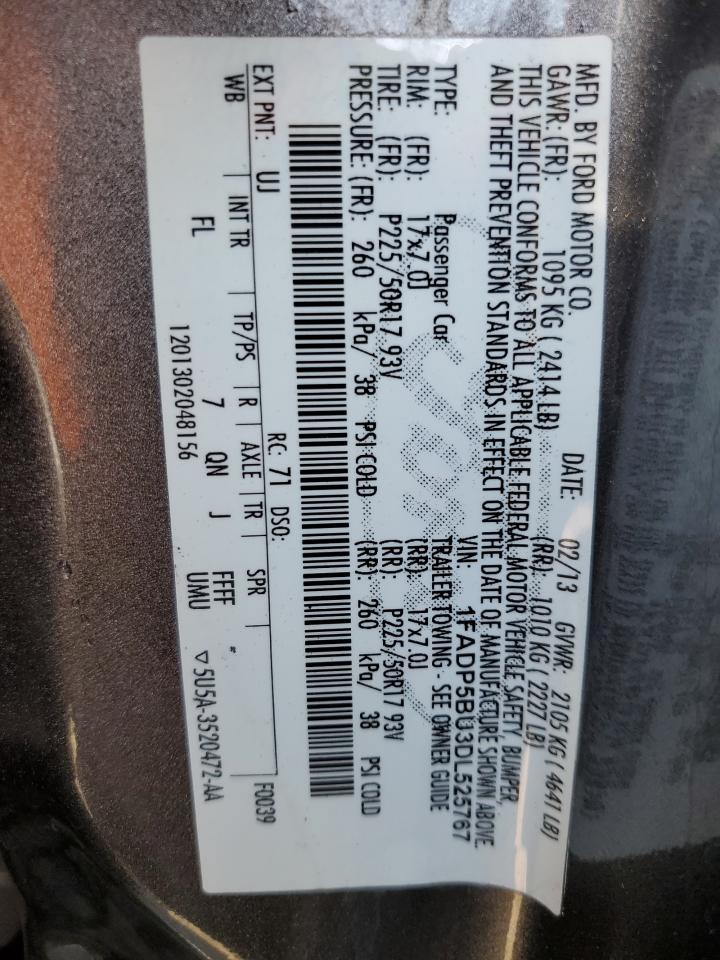 MFD. BY FORD MOTOR CO.
DATE: 02/13 GVWR: 2105 KG ( 4641 LB)
GAWR: (FR): 1095 KG ( 2414 LB) (RR): 1010 KG ( 2227 LB)
THIS VEHICLE CONFORMS TO ALL APPLICABLE FEDERAL MOTOR VEHICLE SAFETY, BUMPER,
AND THEFT PREVENTION STANDARDS IN EFFECT ON THE DATE OF MANUFACTURE SHOWN ABOVE.
VIN: 1FADP5BU3DL525767
TYPE: Passenger Car TRAILER TOWING - SEE OWNER GUIDE
RIM: (FR): 17x7.0J (RR): 17x7.0J
TIRE: (FR): P225/50R17 93V (RR): P225/50R17 93V
PRESSURE: (FR): 260 kPa/ 38 PSI COLD (RR): 260 kPa/ 38 PSI COLD
EXT PNT: UJ RC: 71 DSO: F0039
WB INT TR TP/PS R AXLE TR SPR
FL 7 QN J FFFF
UMU
1201302048156 ▽5U5A-3520472-AA